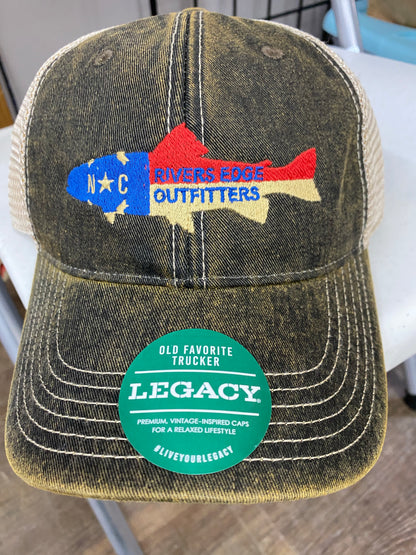 N ★ C
RIVERS EDGE
OUTFITTERS
OLD FAVORITE
TRUCKER
LEGACY®
PREMIUM, VINTAGE-INSPIRED CAPS
FOR A RELAXED LIFESTYLE
#LIVEYOURLEGACY